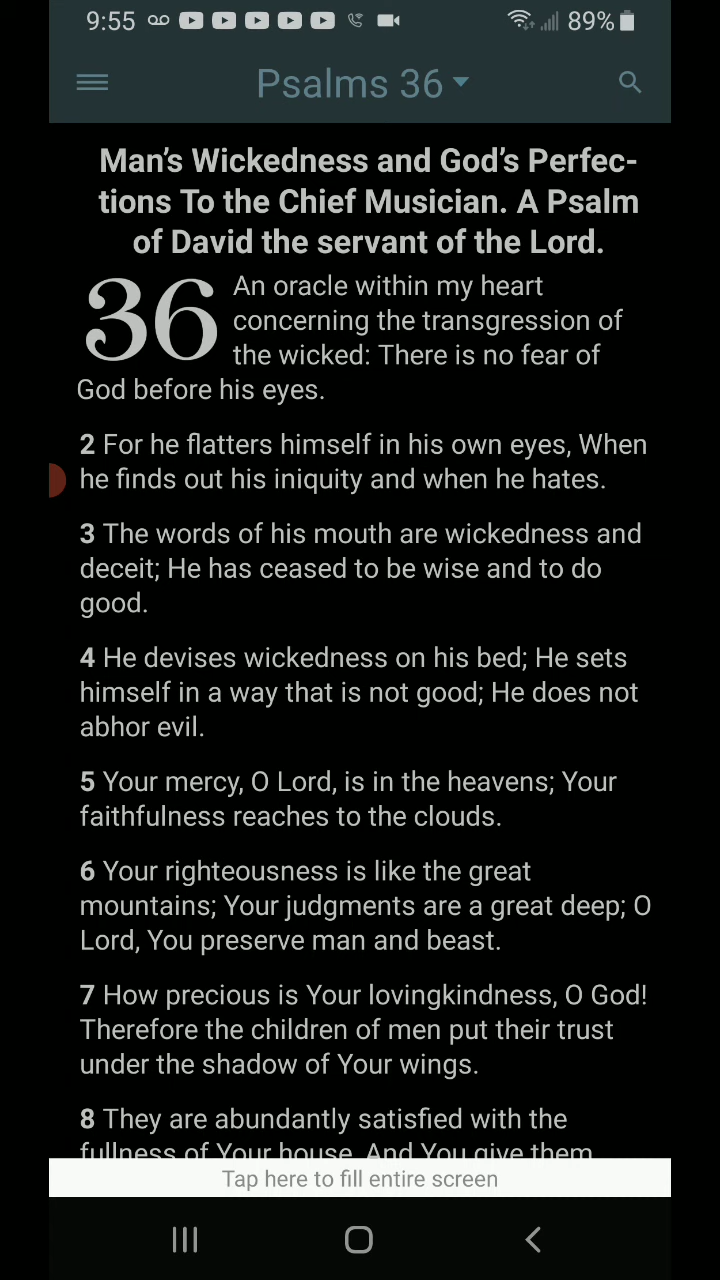 9:55
89%
Psalms 36
Man's Wickedness and God's Perfec-
tions To the Chief Musician. A Psalm
of David the servant of the Lord.
36 An oracle within my heart
concerning the transgression of
the wicked: There is no fear of
God before his eyes.
2 For he flatters himself in his own eyes, When
he finds out his iniquity and when he hates.
3 The words of his mouth are wickedness and
deceit; He has ceased to be wise and to do
good.
4 He devises wickedness on his bed; He sets
himself in a way that is not good; He does not
abhor evil.
5 Your mercy, O Lord, is in the heavens; Your
faithfulness reaches to the clouds.
6 Your righteousness is like the great
mountains; Your judgments are a great deep; O
Lord, You preserve man and beast.
7 How precious is Your lovingkindness, O God!
Therefore the children of men put their trust
under the shadow of Your wings.
8 They are abundantly satisfied with the
fullness of Your house, And You give them
Tap here to fill entire screen